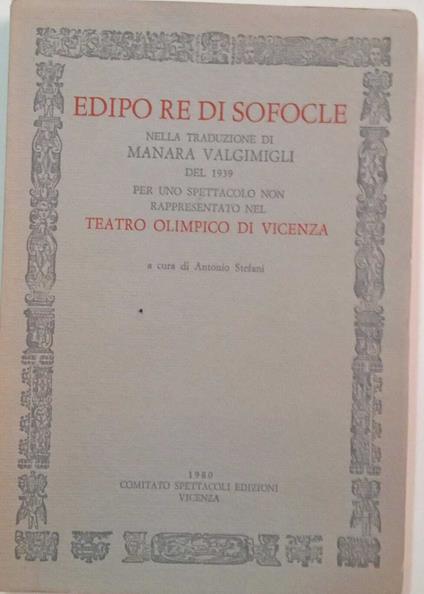 EDIPO RE DI SOFOCLE
NELLA TRADUZIONE DI
MANARA VALGIMIGLI
DEL 1939
PER UNO SPETTACOLO NON
RAPPRESENTATO NEL
TEATRO OLIMPICO DI VICENZA
a cura di Antonio Stefani
1980
COMITATO SPETTACOLI EDIZIONI
VICENZA